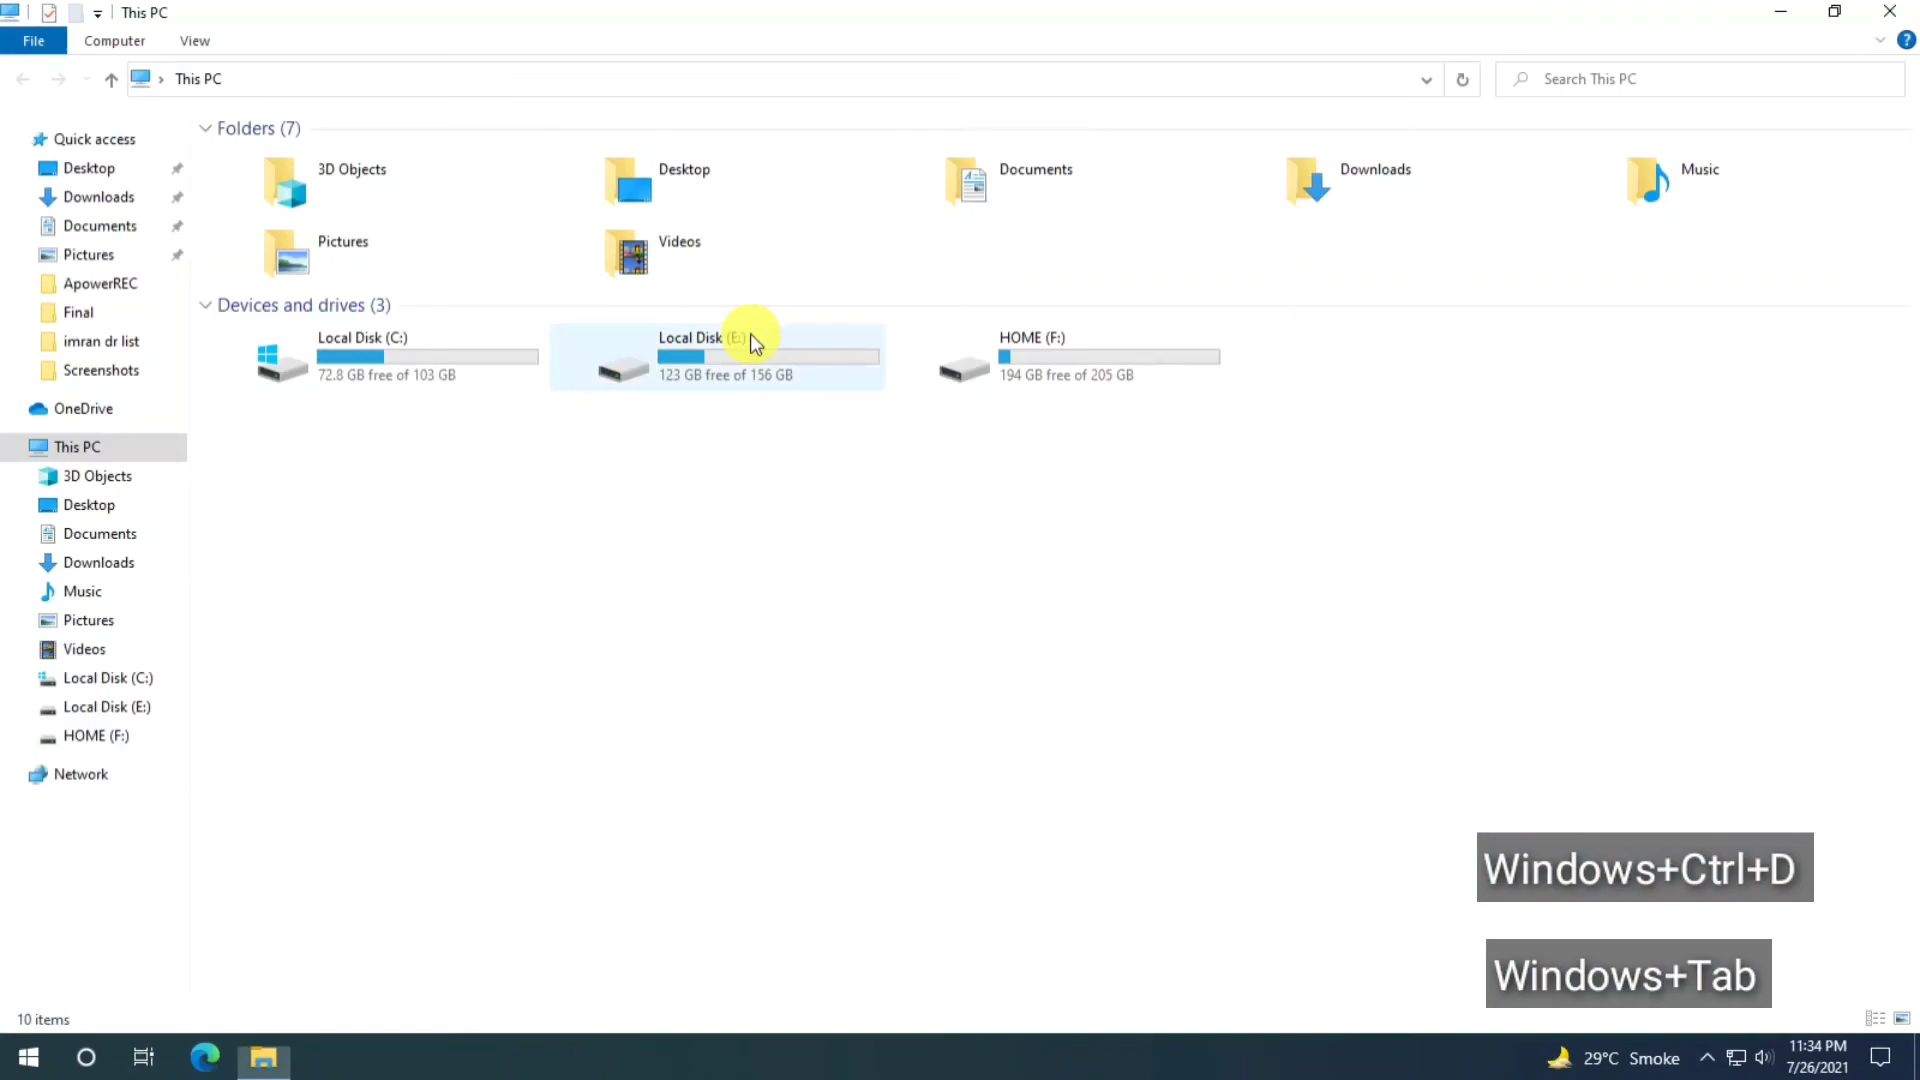 This PC
File
Computer
View
This PC
Search This PC
Quick access
Desktop
Downloads
Documents
Pictures
ApowerREC
Final
imran dr list
Screenshots
OneDrive
This PC
3D Objects
Desktop
Documents
Downloads
Music
Pictures
Videos
Local Disk (C:)
Local Disk (E:)
HOME (F:)
Network
Folders (7)
3D Objects
Desktop
Documents
Downloads
Music
Pictures
Videos
Devices and drives (3)
Local Disk (C:)
72.8 GB free of 103 GB
Local Disk (E:)
123 GB free of 156 GB
HOME (F:)
194 GB free of 205 GB
Windows+Ctrl+D
Windows+Tab
10 items
29°C Smoke
11:34 PM
7/26/2021